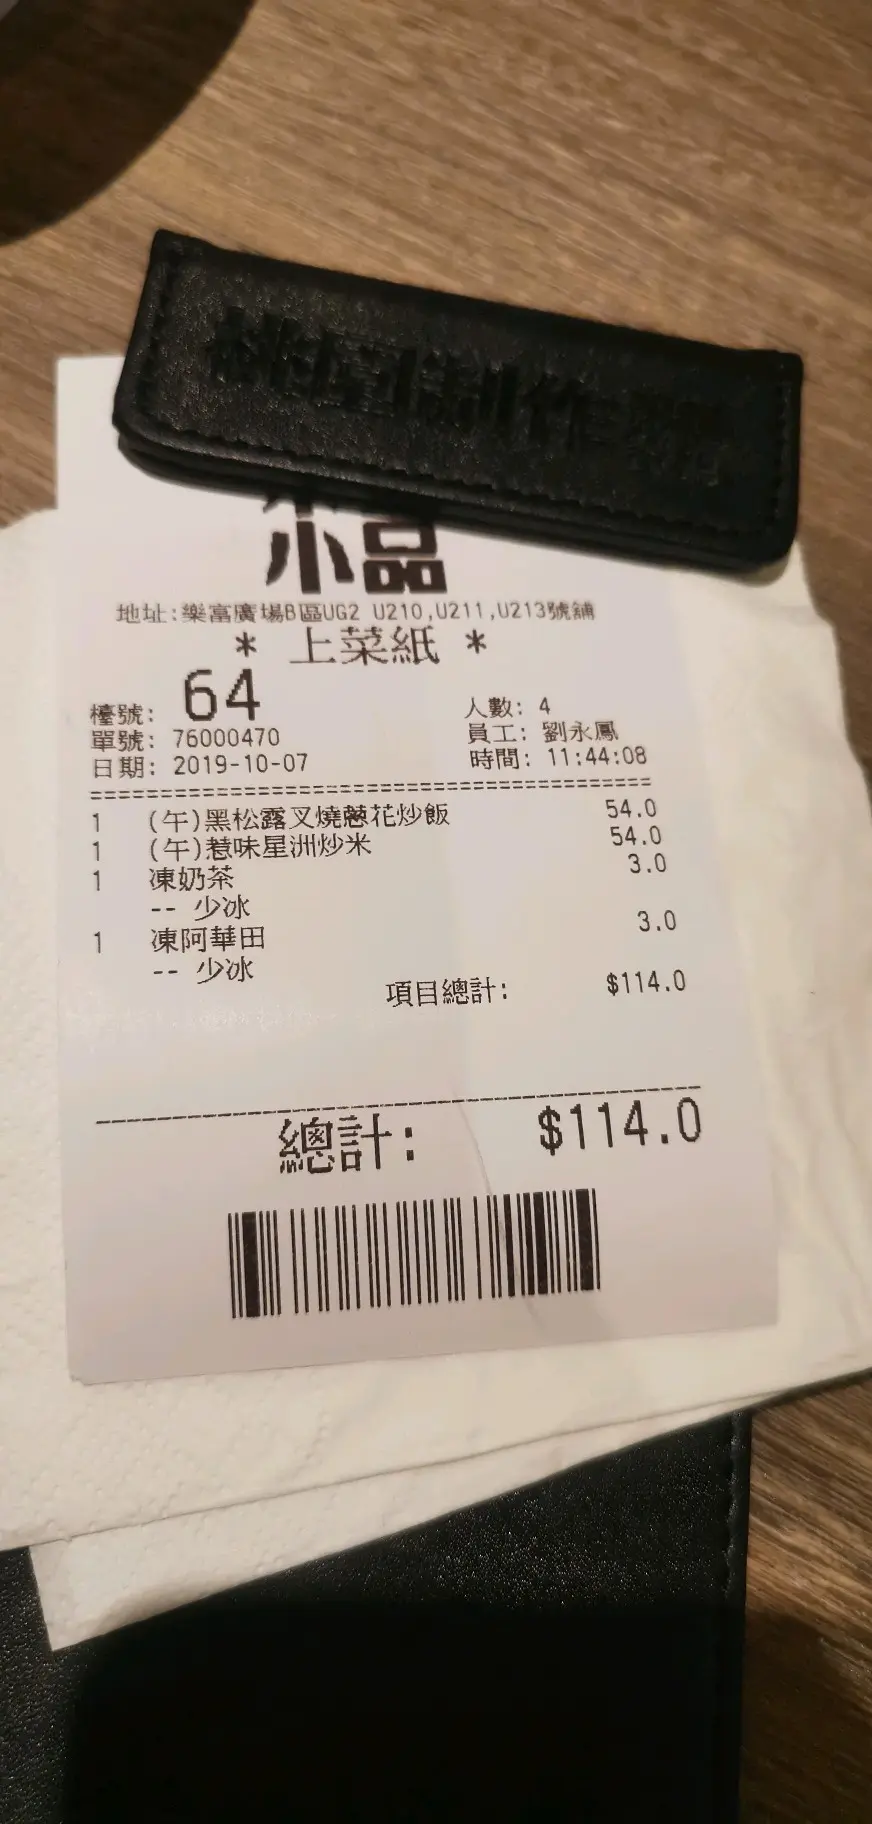 品
地址:樂富廣場B區UG2 U210,U211,U213號舖
* 上菜紙 *
檯號: 64
人數: 4
單號: 76000470
員工: 劉永鳳
日期: 2019-10-07
時間: 11:44:08
1 (午)黑松露叉燒蔥花炒飯 54.0
1 (午)惹味星洲炒米 54.0
1 凍奶茶 3.0
-- 少冰
1 凍阿華田 3.0
-- 少冰
項目總計: $114.0
總計: $114.0